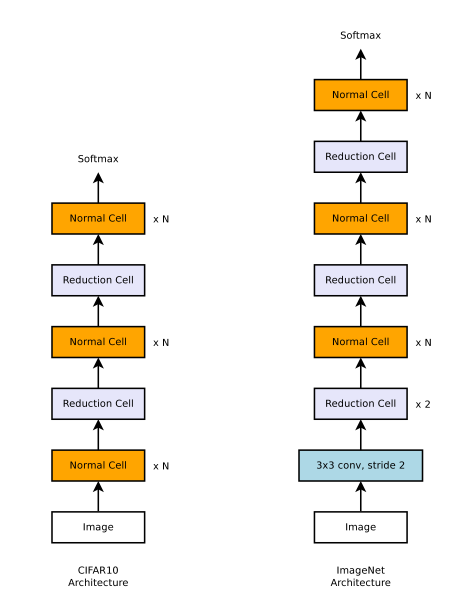 Softmax
Normal Cell
x N
Reduction Cell
Normal Cell
x N
Reduction Cell
Normal Cell
x N
Image
CIFAR10
Architecture
Softmax
Normal Cell
x N
Reduction Cell
Normal Cell
x N
Reduction Cell
Normal Cell
x N
Reduction Cell
x 2
3x3 conv, stride 2
Image
ImageNet
Architecture